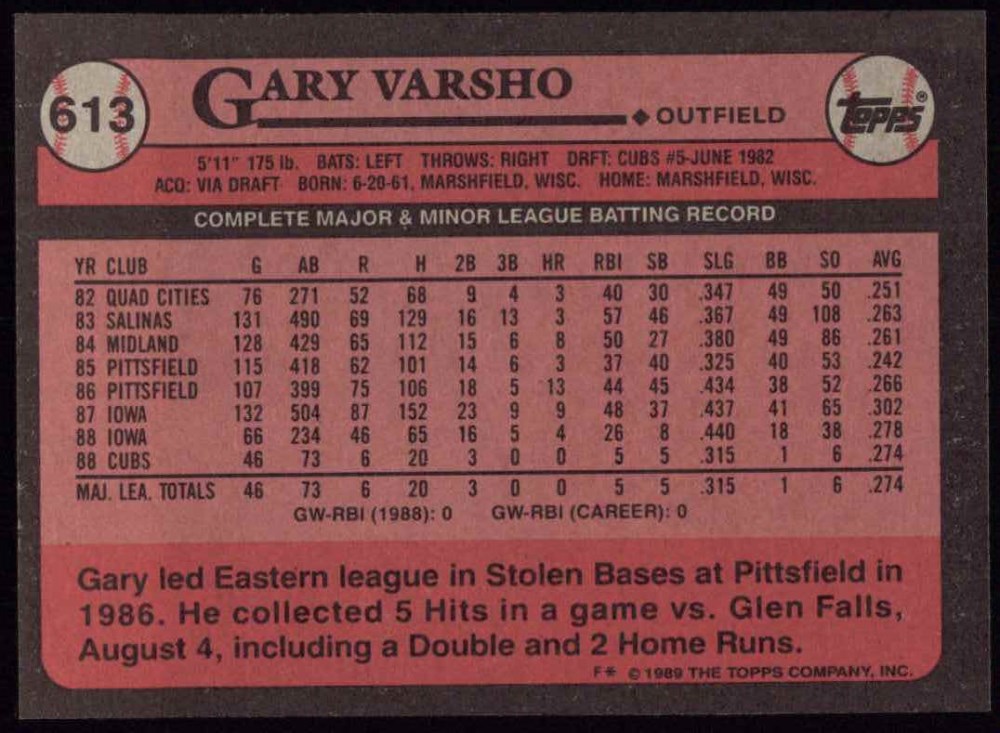 613
GARY VARSHO
◆ OUTFIELD
topps®
5'11" 175 lb. BATS: LEFT THROWS: RIGHT DRFT: CUBS #5-JUNE 1982
ACQ: VIA DRAFT BORN: 6-20-61, MARSHFIELD, WISC. HOME: MARSHFIELD, WISC.
COMPLETE MAJOR & MINOR LEAGUE BATTING RECORD
YR CLUB G AB R H 2B 3B HR RBI SB SLG BB SO AVG
82 QUAD CITIES 76 271 52 68 9 4 3 40 30 .347 49 50 .251
83 SALINAS 131 490 69 129 16 13 3 57 46 .367 49 108 .263
84 MIDLAND 128 429 65 112 15 6 8 50 27 .380 49 86 .261
85 PITTSFIELD 115 418 62 101 14 6 3 37 40 .325 40 53 .242
86 PITTSFIELD 107 399 75 106 18 5 13 44 45 .434 38 52 .266
87 IOWA 132 504 87 152 23 9 9 48 37 .437 41 65 .302
88 IOWA 66 234 46 65 16 5 4 26 8 .440 18 38 .278
88 CUBS 46 73 6 20 3 0 0 5 5 .315 1 6 .274
MAJ. LEA. TOTALS 46 73 6 20 3 0 0 5 5 .315 1 6 .274
GW-RBI (1988): 0 GW-RBI (CAREER): 0
Gary led Eastern league in Stolen Bases at Pittsfield in
1986. He collected 5 Hits in a game vs. Glen Falls,
August 4, including a Double and 2 Home Runs.
F* © 1989 THE TOPPS COMPANY, INC.